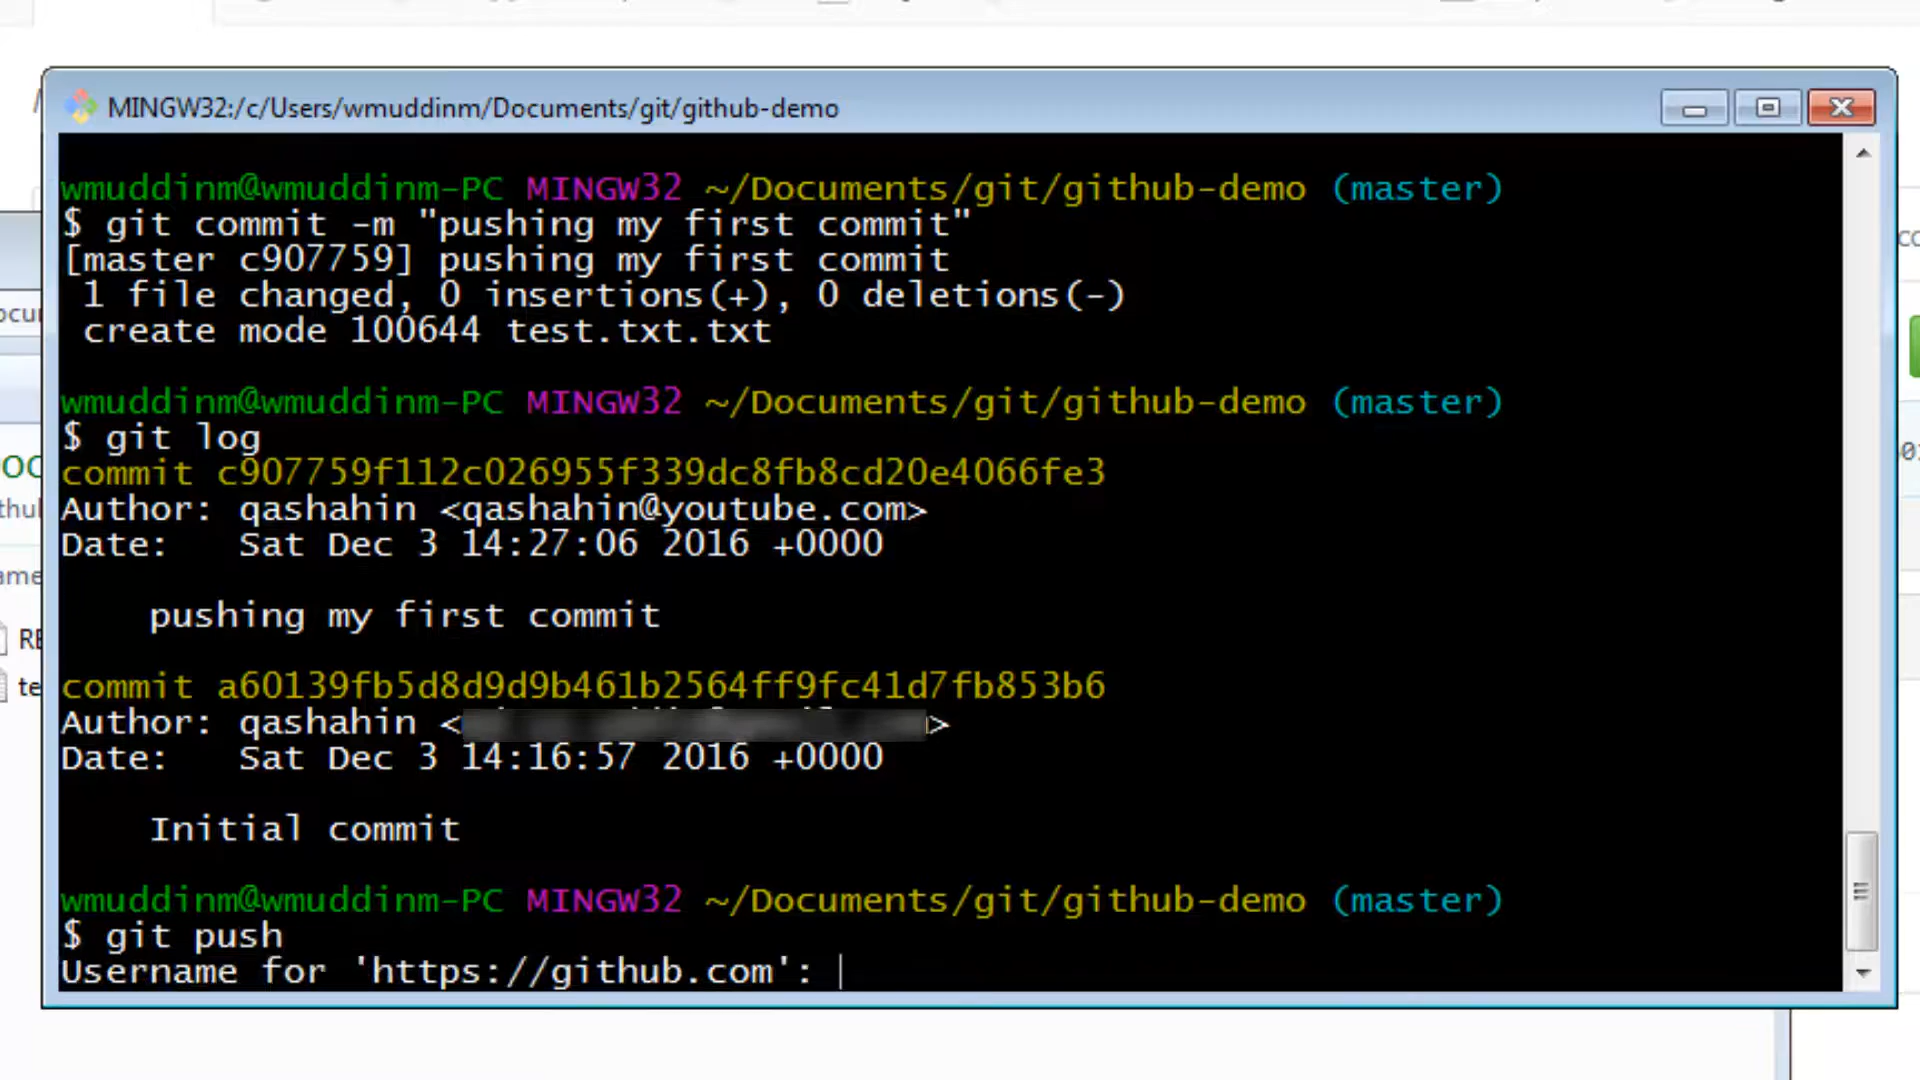 MINGW32:/c/Users/wmuddinm/Documents/git/github-demo
wmuddinm@wmuddinm-PC MINGW32 ~/Documents/git/github-demo (master)
$ git commit -m "pushing my first commit"
[master c907759] pushing my first commit
 1 file changed, 0 insertions(+), 0 deletions(-)
 create mode 100644 test.txt.txt
wmuddinm@wmuddinm-PC MINGW32 ~/Documents/git/github-demo (master)
$ git log
commit c907759f112c026955f339dc8fb8cd20e4066fe3
Author: qashahin <qashahin@youtube.com>
Date:   Sat Dec 3 14:27:06 2016 +0000
    pushing my first commit
commit a60139fb5d8d9d9b461b2564ff9fc41d7fb853b6
Author: qashahin < >
Date:   Sat Dec 3 14:16:57 2016 +0000
    Initial commit
wmuddinm@wmuddinm-PC MINGW32 ~/Documents/git/github-demo (master)
$ git push
Username for 'https://github.com':